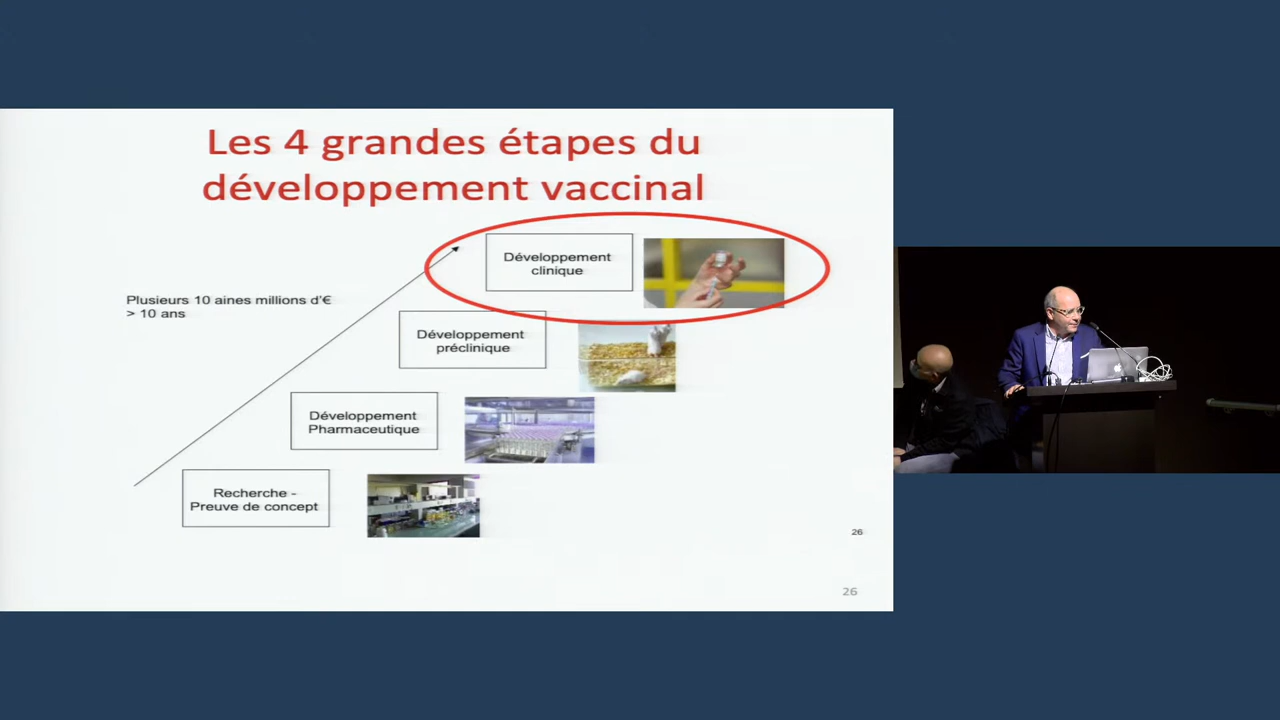 Les 4 grandes étapes du
développement vaccinal
Développement
clinique
Plusieurs 10 aines millions d'€
> 10 ans
Développement
préclinique
Développement
Pharmaceutique
Recherche -
Preuve de concept
26
26